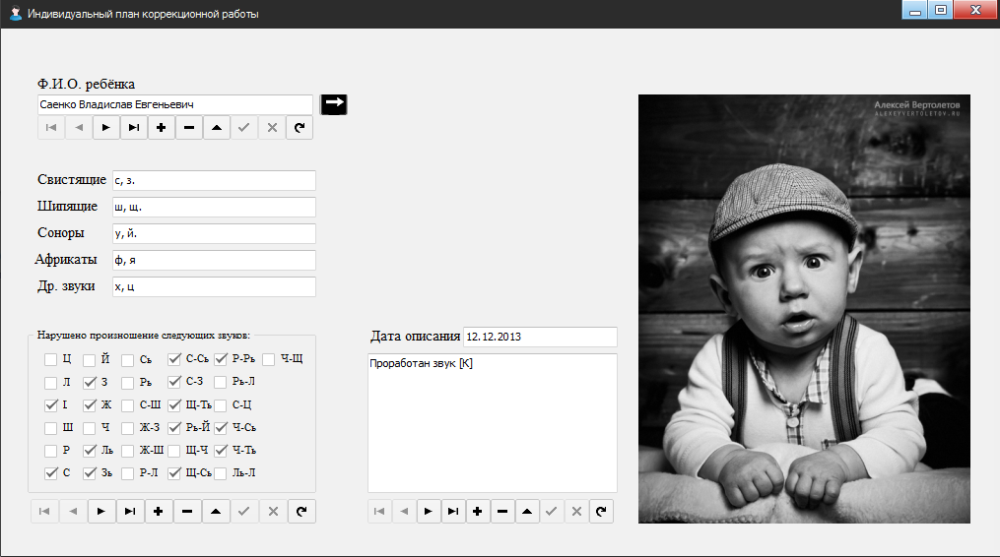 Индивидуальный план коррекционной работы
Ф.И.О. ребёнка
Саенко Владислав Евгеньевич
Алексей Вертолетов
ALEXEYVERTOLETOV.RU
Свистящие с, з.
Шипящие ш, щ.
Соноры у, й.
Африкаты ф, я
Др. звуки х, ц
Нарушено произношение следующих звуков:
Ц Й Сь С-Сь Р-Рь Ч-Щ
Л З Рь С-З Рь-Л
І Ж С-Ш Щ-Ть С-Ц
Ш Ч Ж-З Рь-Й Ч-Сь
Р Ль Ж-Ш Щ-Ч Ч-Ть
С Зь Р-Л Щ-Сь Ль-Л
Дата описания 12.12.2013
Проработан звук [К]